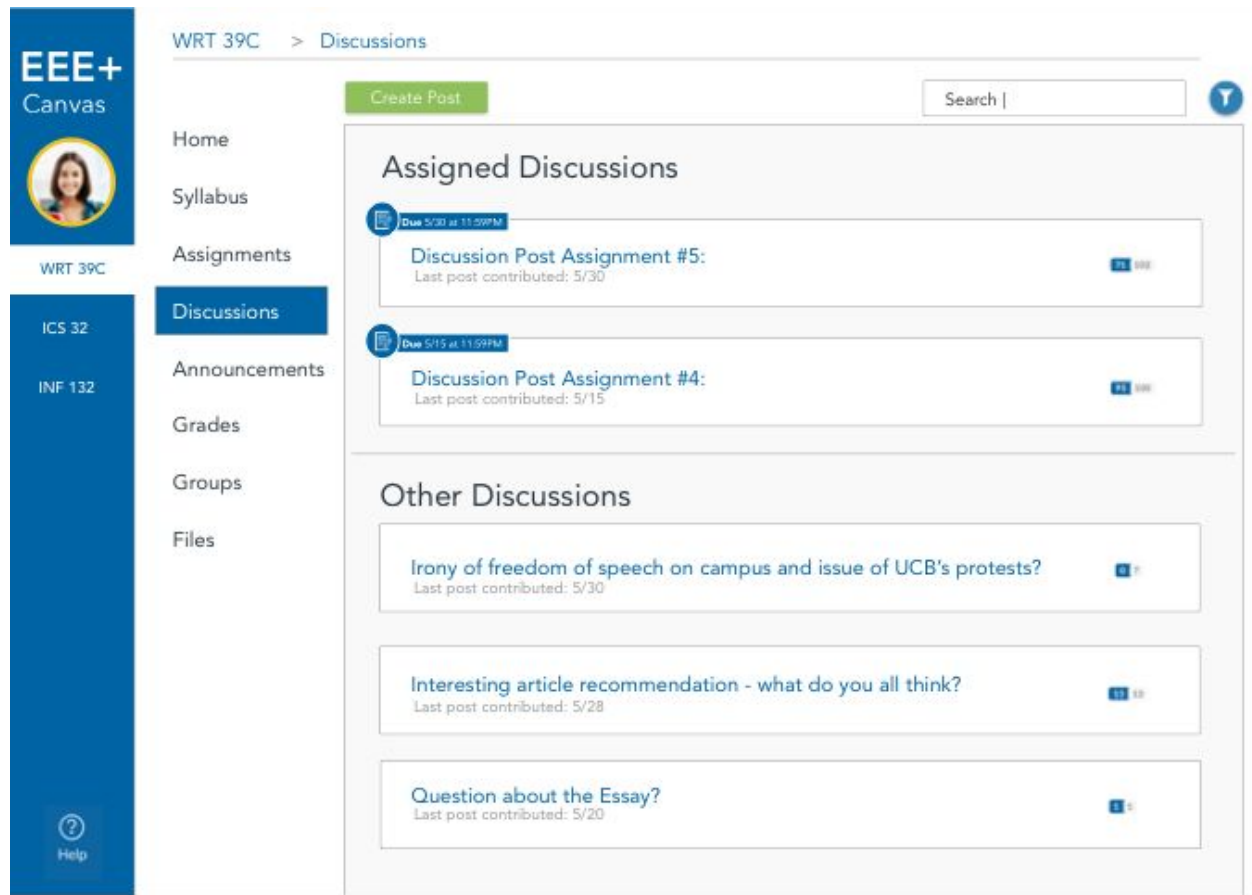 EEE+
Canvas
WRT 39C
ICS 32
INF 132
Help
WRT 39C > Discussions
Home
Syllabus
Assignments
Discussions
Announcements
Grades
Groups
Files
Create Post
Search |
Assigned Discussions
Due 5/30 at 11:59PM
Discussion Post Assignment #5:
Last post contributed: 5/30
Due 5/15 at 11:59PM
Discussion Post Assignment #4:
Last post contributed: 5/15
Other Discussions
Irony of freedom of speech on campus and issue of UCB's protests?
Last post contributed: 5/30
Interesting article recommendation - what do you all think?
Last post contributed: 5/28
Question about the Essay?
Last post contributed: 5/20